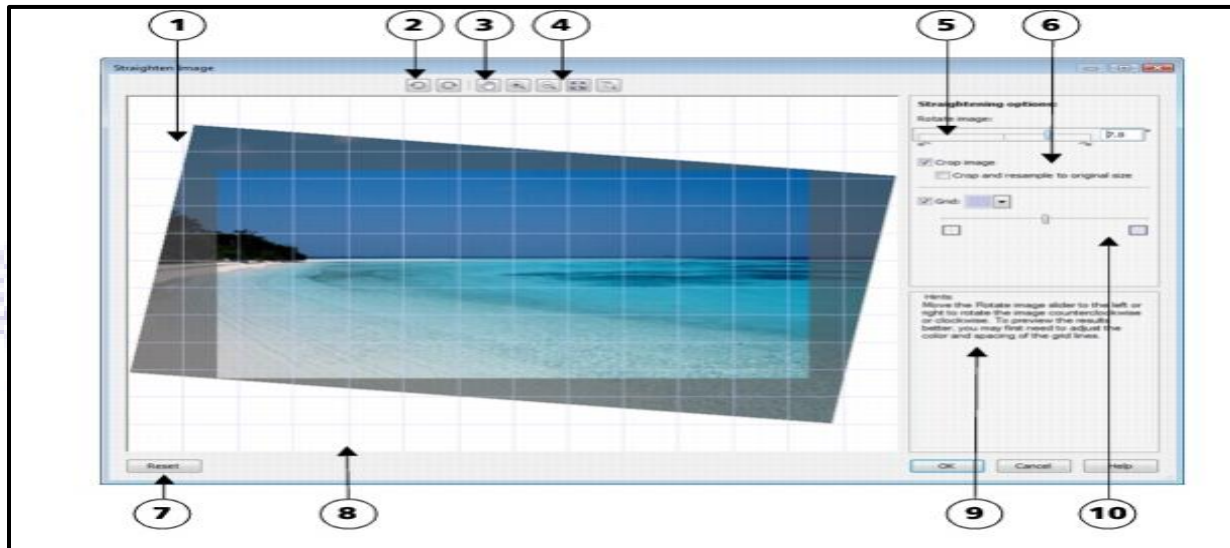 1 2 3 4 5 6
Straighten Image
Straightening options:
Rotate image:
7.8 °
Crop image
Crop and resample to original size
Grid:
Hints:
Move the Rotate image slider to the left or
right to rotate the image counterclockwise
or clockwise. To preview the results
better, you may first need to adjust the
color and spacing of the grid lines.
Reset OK Cancel Help
7 8 9 10